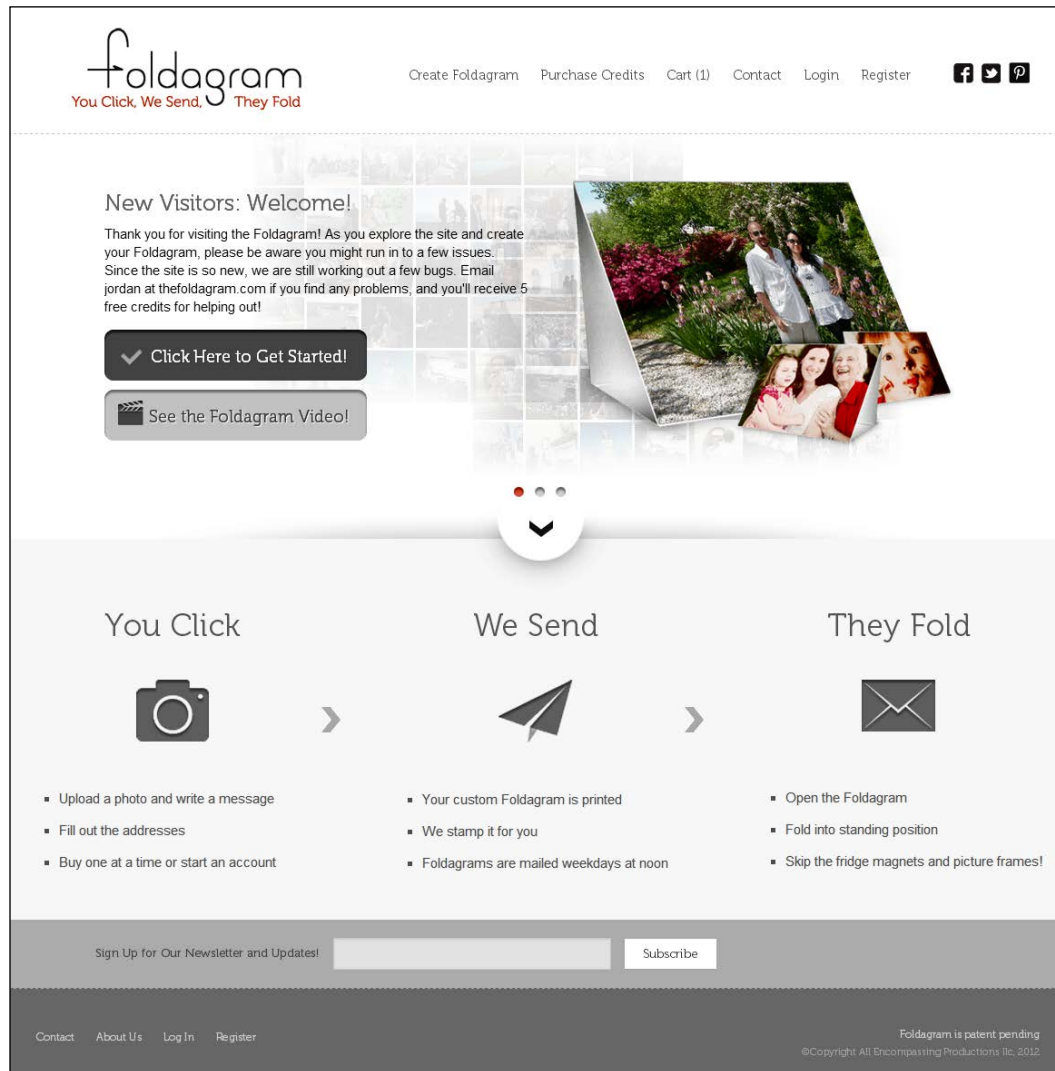 foldagram
You Click, We Send, They Fold
Create Foldagram Purchase Credits Cart (1) Contact Login Register
New Visitors: Welcome!
Thank you for visiting the Foldagram! As you explore the site and create
your Foldagram, please be aware you might run in to a few issues.
Since the site is so new, we are still working out a few bugs. Email
jordan at thefoldagram.com if you find any problems, and you'll receive 5
free credits for helping out!
Click Here to Get Started!
See the Foldagram Video!
You Click
Upload a photo and write a message
Fill out the addresses
Buy one at a time or start an account
We Send
Your custom Foldagram is printed
We stamp it for you
Foldagrams are mailed weekdays at noon
They Fold
Open the Foldagram
Fold into standing position
Skip the fridge magnets and picture frames!
Sign Up for Our Newsletter and Updates!
Subscribe
Contact About Us Log In Register
Foldagram is patent pending
©Copyright All Encompassing Productions llc, 2012